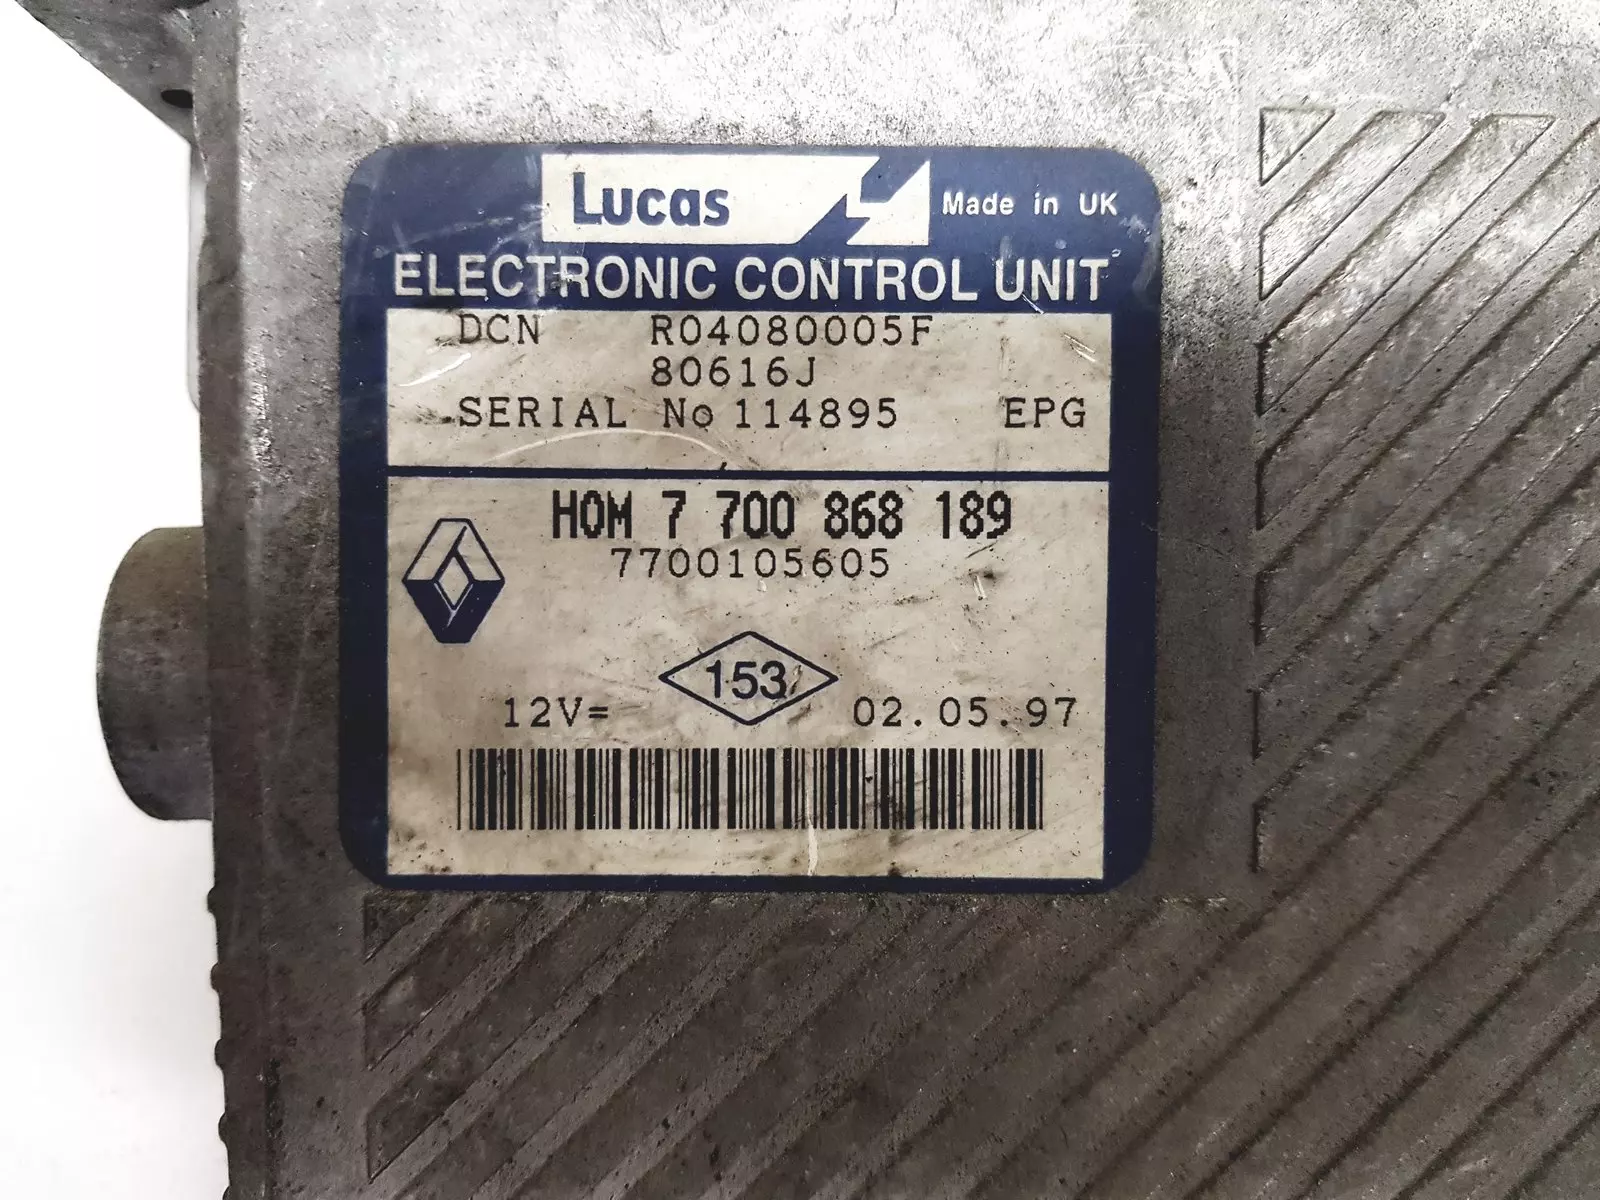 Lucas Made in UK
ELECTRONIC CONTROL UNIT
DCN R04080005F
80616J
SERIAL No 114895 EPG
HOM 7 700 868 189
7700105605
153
12V= 02.05.97